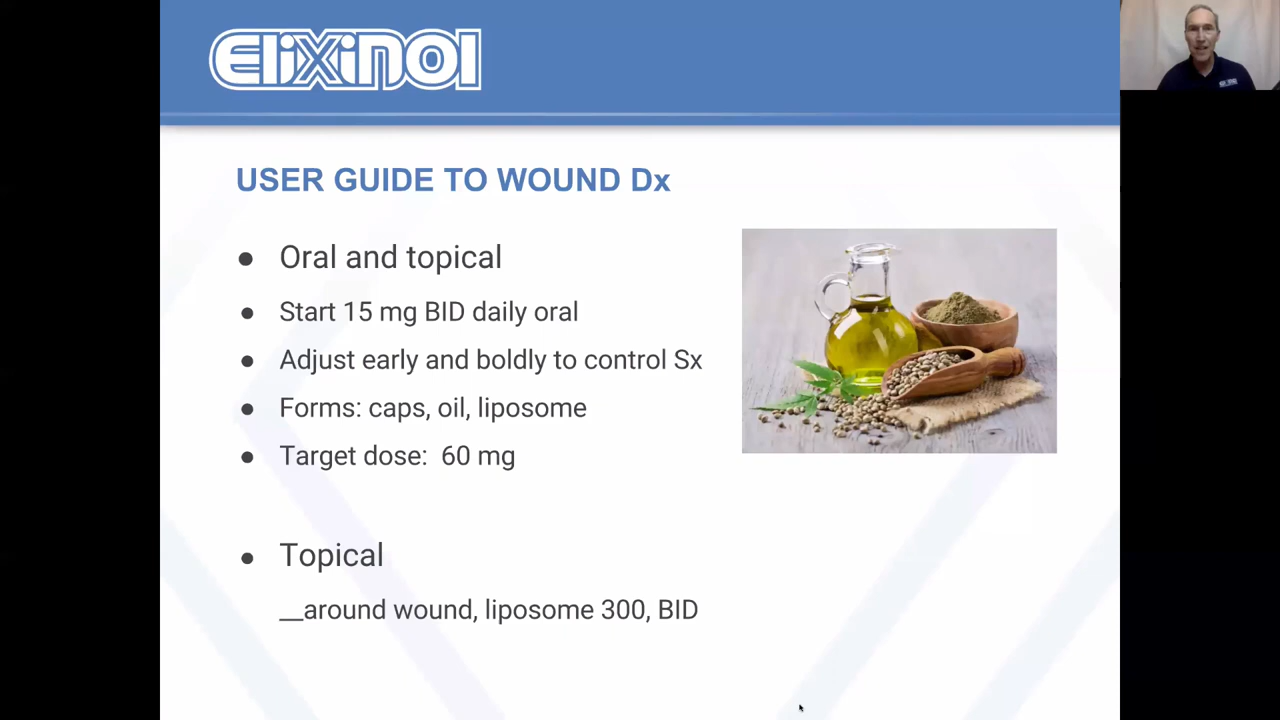 Elixinol
USER GUIDE TO WOUND Dx
● Oral and topical
● Start 15 mg BID daily oral
● Adjust early and boldly to control Sx
● Forms: caps, oil, liposome
● Target dose: 60 mg
● Topical
__around wound, liposome 300, BID